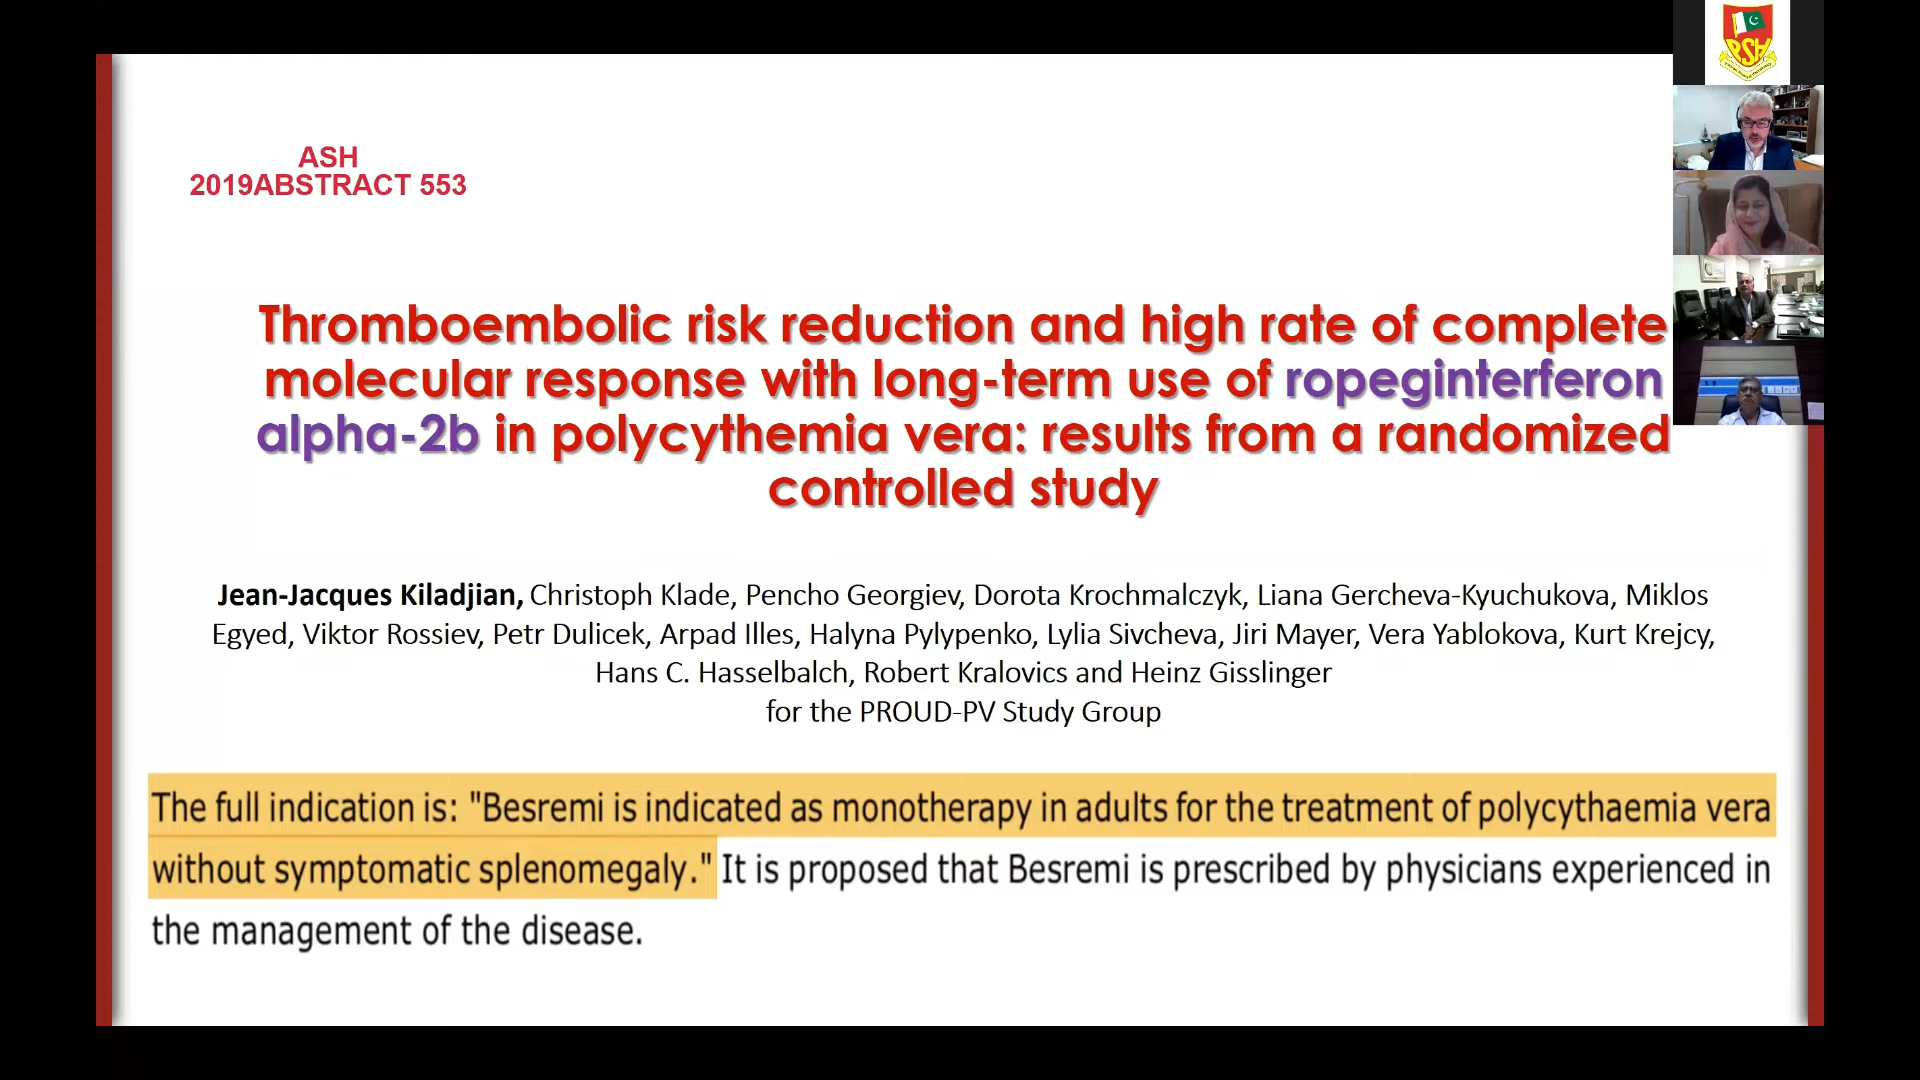 ASH
2019ABSTRACT 553
Thromboembolic risk reduction and high rate of complete
molecular response with long-term use of ropeginterferon
alpha-2b in polycythemia vera: results from a randomized
controlled study
Jean-Jacques Kiladjian, Christoph Klade, Pencho Georgiev, Dorota Krochmalczyk, Liana Gercheva-Kyuchukova, Miklos
Egyed, Viktor Rossiev, Petr Dulicek, Arpad Illes, Halyna Pylypenko, Lylia Sivcheva, Jiri Mayer, Vera Yablokova, Kurt Krejcy,
Hans C. Hasselbalch, Robert Kralovics and Heinz Gisslinger
for the PROUD-PV Study Group
The full indication is: "Besremi is indicated as monotherapy in adults for the treatment of polycythaemia vera
without symptomatic splenomegaly." It is proposed that Besremi is prescribed by physicians experienced in
the management of the disease.
PSH